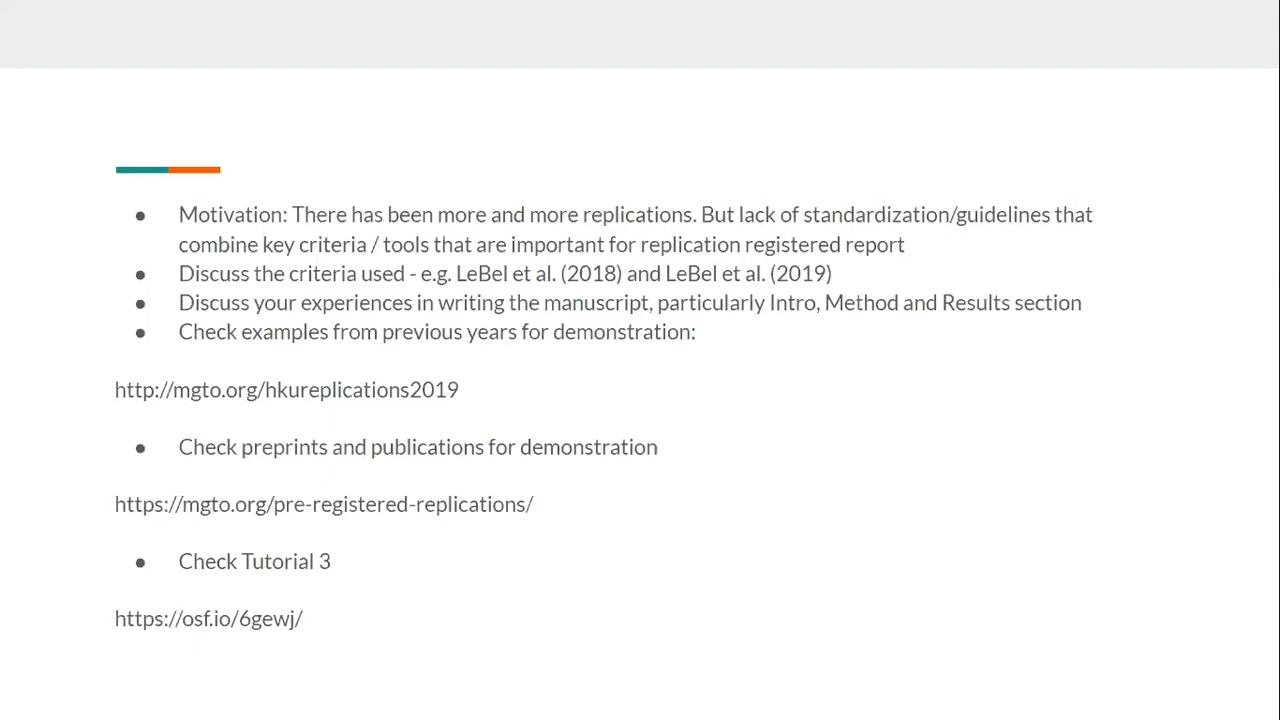 ● Motivation: There has been more and more replications. But lack of standardization/guidelines that
combine key criteria / tools that are important for replication registered report
● Discuss the criteria used - e.g. LeBel et al. (2018) and LeBel et al. (2019)
● Discuss your experiences in writing the manuscript, particularly Intro, Method and Results section
● Check examples from previous years for demonstration:
http://mgto.org/hkureplications2019
● Check preprints and publications for demonstration
https://mgto.org/pre-registered-replications/
● Check Tutorial 3
https://osf.io/6gewj/